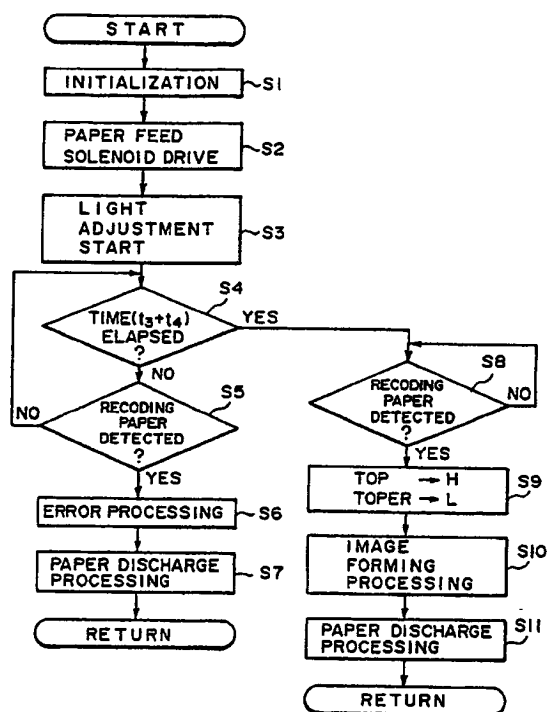 START
INITIALIZATION
S1
PAPER FEED
SOLENOID DRIVE
S2
LIGHT
ADJUSTMENT
START
S3
S4
TIME(t3+t4)
ELAPSED
?
YES
NO
S5
RECODING
PAPER
DETECTED
?
NO
YES
ERROR PROCESSING
S6
PAPER DISCHARGE
PROCESSING
S7
RETURN
S8
RECODING
PAPER
DETECTED
?
NO
YES
TOP → H
TOPER → L
S9
IMAGE
FORMING
PROCESSING
S10
PAPER DISCHARGE
PROCESSING
S11
RETURN